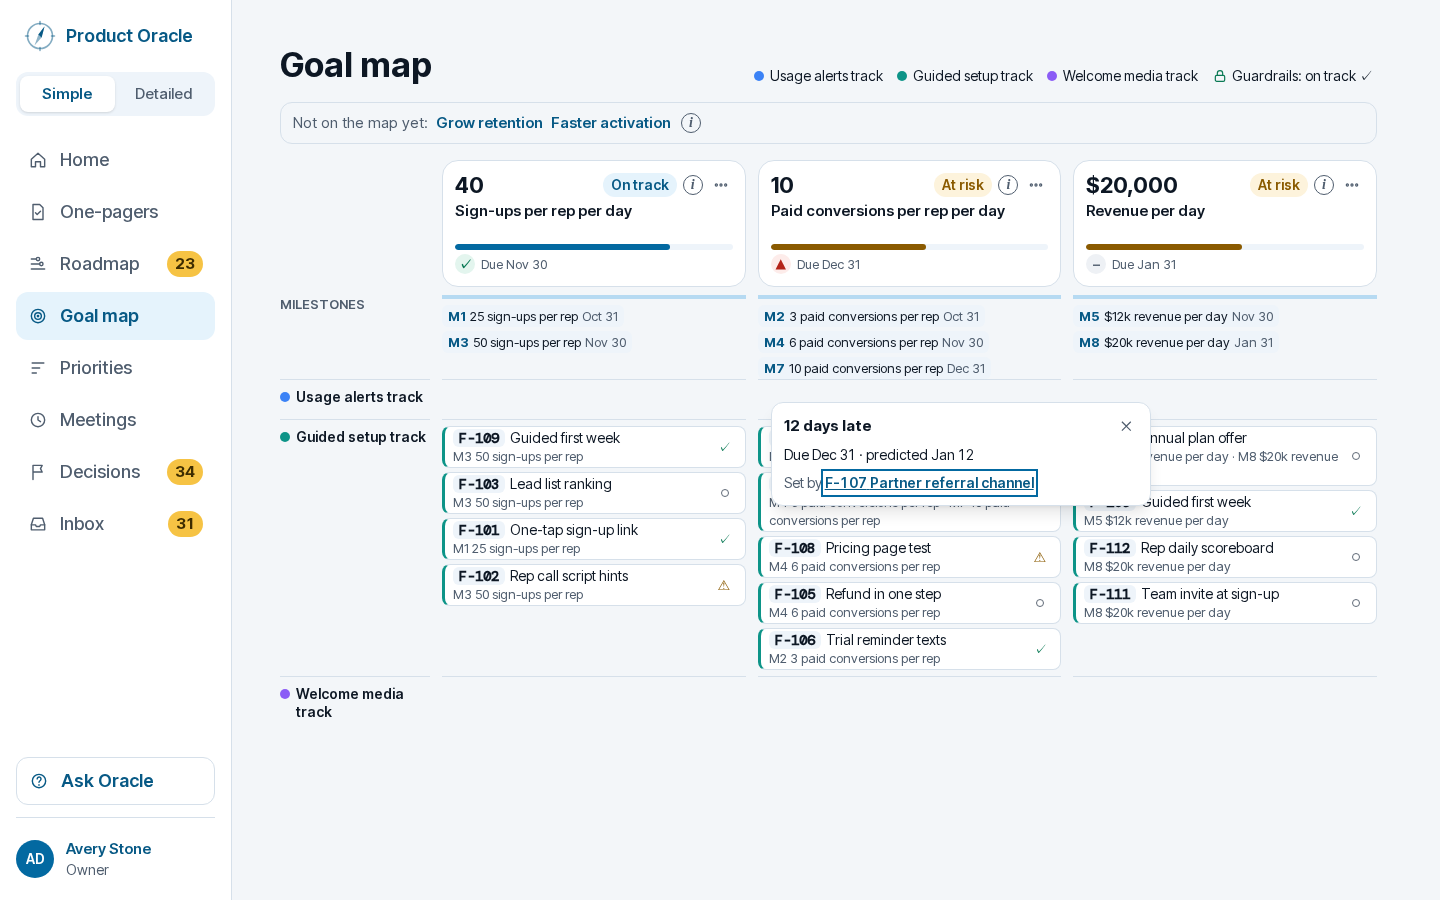 Product Oracle
Simple
Detailed
Home
One-pagers
Roadmap 23
Goal map
Priorities
Meetings
Decisions 34
Inbox 31
Ask Oracle
AD
Avery Stone
Owner
Goal map
Usage alerts track
Guided setup track
Welcome media track
Guardrails: on track ✓
Not on the map yet: Grow retention Faster activation i
40 On track i
Sign-ups per rep per day
✓ Due Nov 30
10 At risk i
Paid conversions per rep per day
Due Dec 31
$20,000 At risk i
Revenue per day
– Due Jan 31
MILESTONES
M1 25 sign-ups per rep Oct 31
M3 50 sign-ups per rep Nov 30
M2 3 paid conversions per rep Oct 31
M4 6 paid conversions per rep Nov 30
M7 10 paid conversions per rep Dec 31
M5 $12k revenue per day Nov 30
M8 $20k revenue per day Jan 31
Usage alerts track
Guided setup track
F-109 Guided first week
M3 50 sign-ups per rep
F-103 Lead list ranking
M3 50 sign-ups per rep
F-101 One-tap sign-up link
M1 25 sign-ups per rep
F-102 Rep call script hints
M3 50 sign-ups per rep
12 days late
Due Dec 31 · predicted Jan 12
Set by F-107 Partner referral channel
conversions per rep
F-108 Pricing page test
M4 6 paid conversions per rep
F-105 Refund in one step
M4 6 paid conversions per rep
F-106 Trial reminder texts
M2 3 paid conversions per rep
plan offer
per day · M8 $20k revenue
Guided first week
M5 $12k revenue per day
F-112 Rep daily scoreboard
M8 $20k revenue per day
F-111 Team invite at sign-up
M8 $20k revenue per day
Welcome media
track